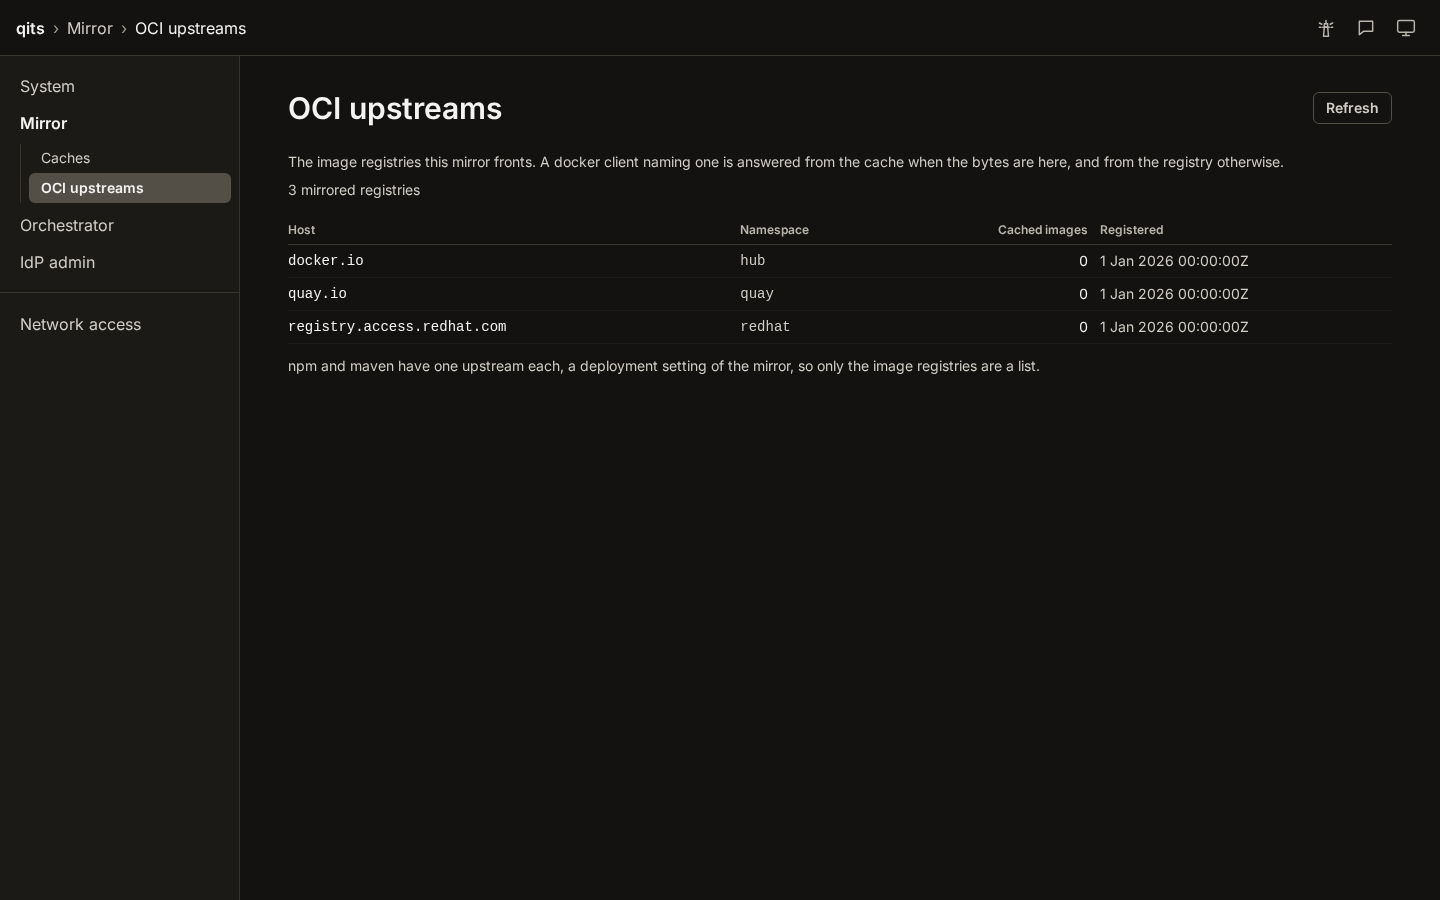 qits › Mirror › OCI upstreams
System
Mirror
Caches
OCI upstreams
Orchestrator
IdP admin
Network access
OCI upstreams
Refresh
The image registries this mirror fronts. A docker client naming one is answered from the cache when the bytes are here, and from the registry otherwise.
3 mirrored registries
Host Namespace Cached images Registered
docker.io hub 0 1 Jan 2026 00:00:00Z
quay.io quay 0 1 Jan 2026 00:00:00Z
registry.access.redhat.com redhat 0 1 Jan 2026 00:00:00Z
npm and maven have one upstream each, a deployment setting of the mirror, so only the image registries are a list.